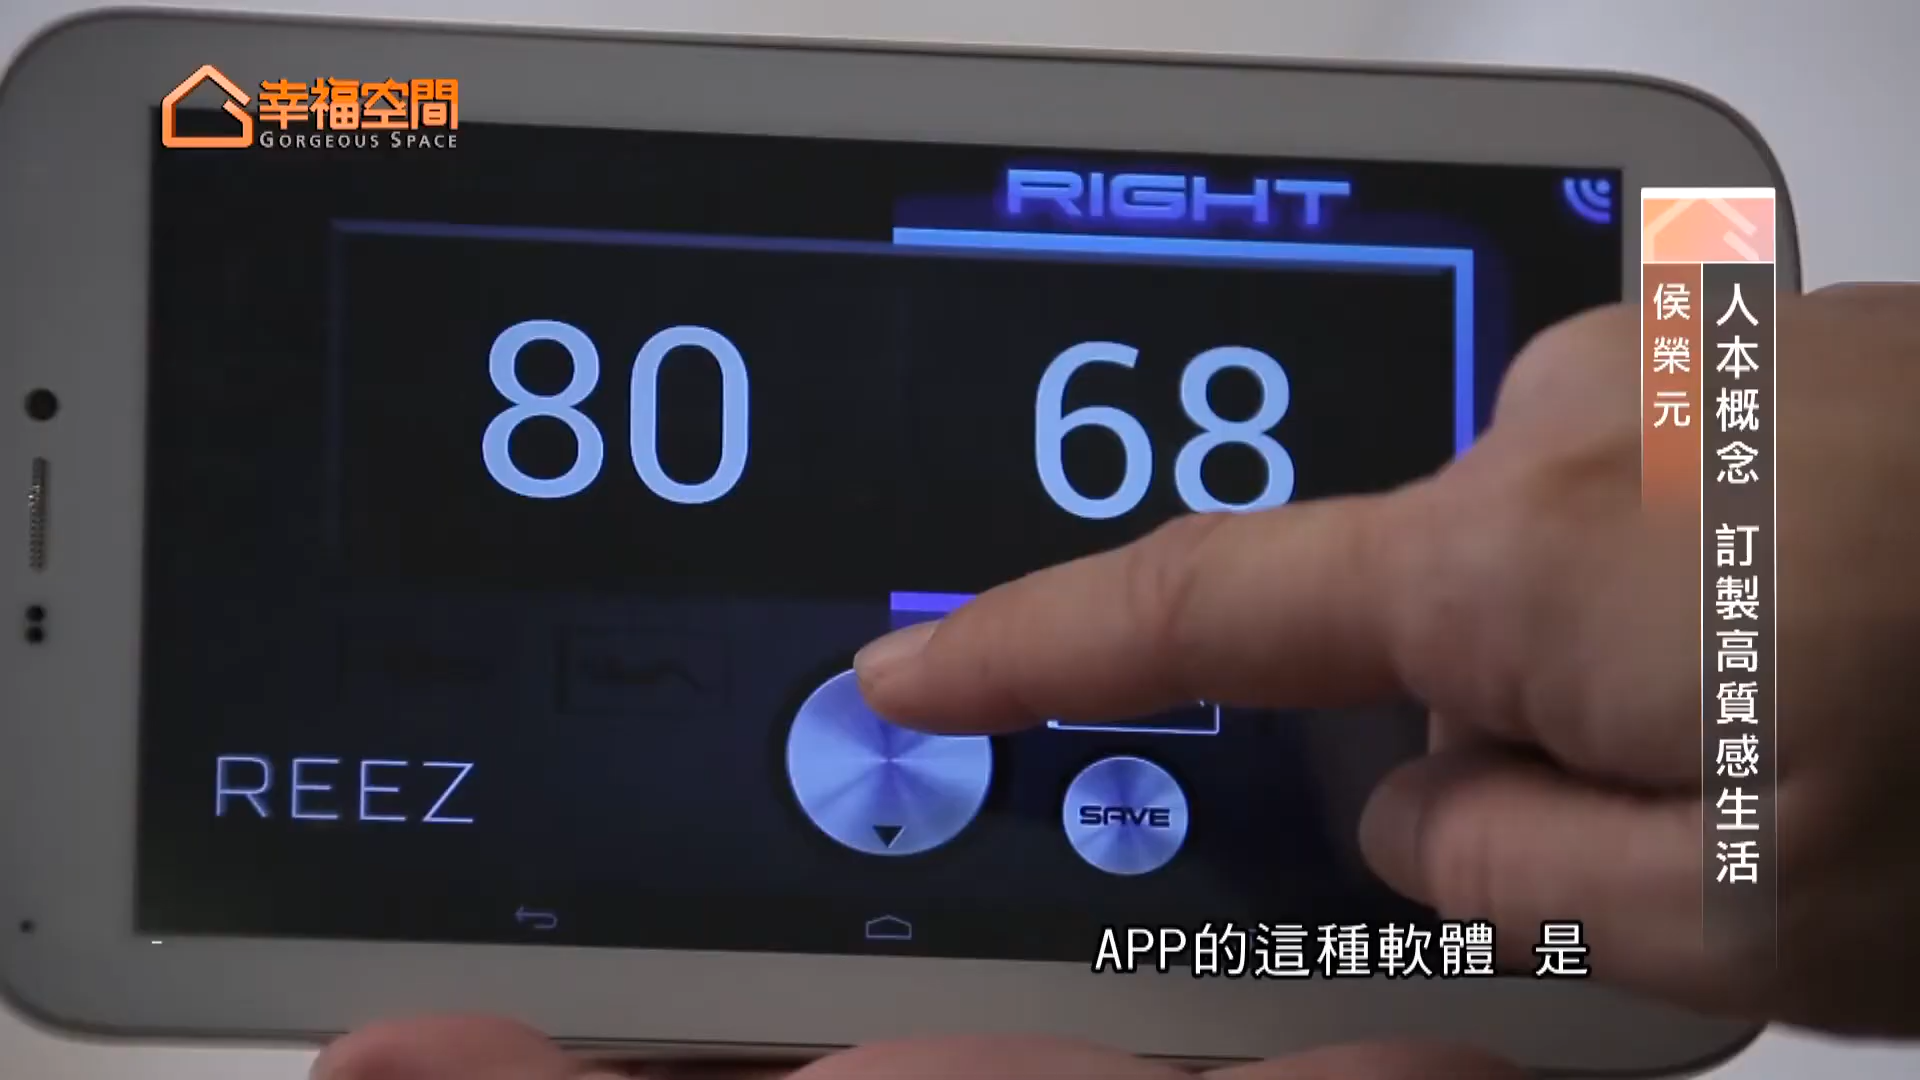 幸福空間
GORGEOUS SPACE
RIGHT
80
68
REEZ
SAVE
人本概念 訂製高質感生活
侯榮元
APP的這種軟體 是